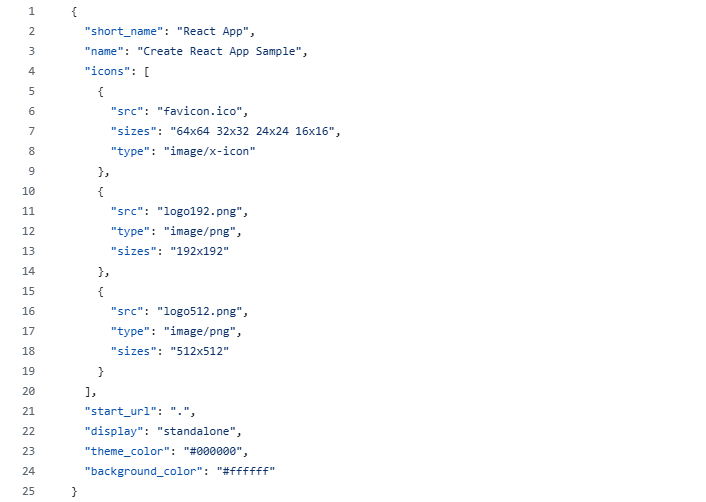 1 {
2   "short_name": "React App",
3   "name": "Create React App Sample",
4   "icons": [
5     {
6       "src": "favicon.ico",
7       "sizes": "64x64 32x32 24x24 16x16",
8       "type": "image/x-icon"
9     },
10     {
11       "src": "logo192.png",
12       "type": "image/png",
13       "sizes": "192x192"
14     },
15     {
16       "src": "logo512.png",
17       "type": "image/png",
18       "sizes": "512x512"
19     }
20   ],
21   "start_url": ".",
22   "display": "standalone",
23   "theme_color": "#000000",
24   "background_color": "#ffffff"
25 }